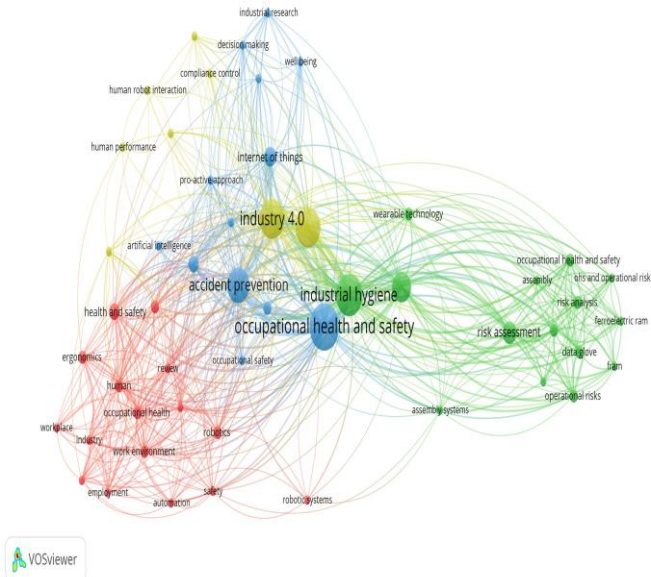 industrial research
decision making
wellbeing
compliance control
human robot interaction
human performance
internet of things
pro-active approach
industry 4.0
wearable technology
artificial intelligence
accident prevention
industrial hygiene
occupational health and safety
occupational health and safety
assembly
ohs and operational risk
risk analysis
ferroelectric ram
risk assessment
data glove
fram
operational risks
assembly systems
health and safety
occupational safety
ergonomics
review
human
occupational health
workplace
industry
robotics
work environment
employment
automation
safety
robotic systems
VOSviewer